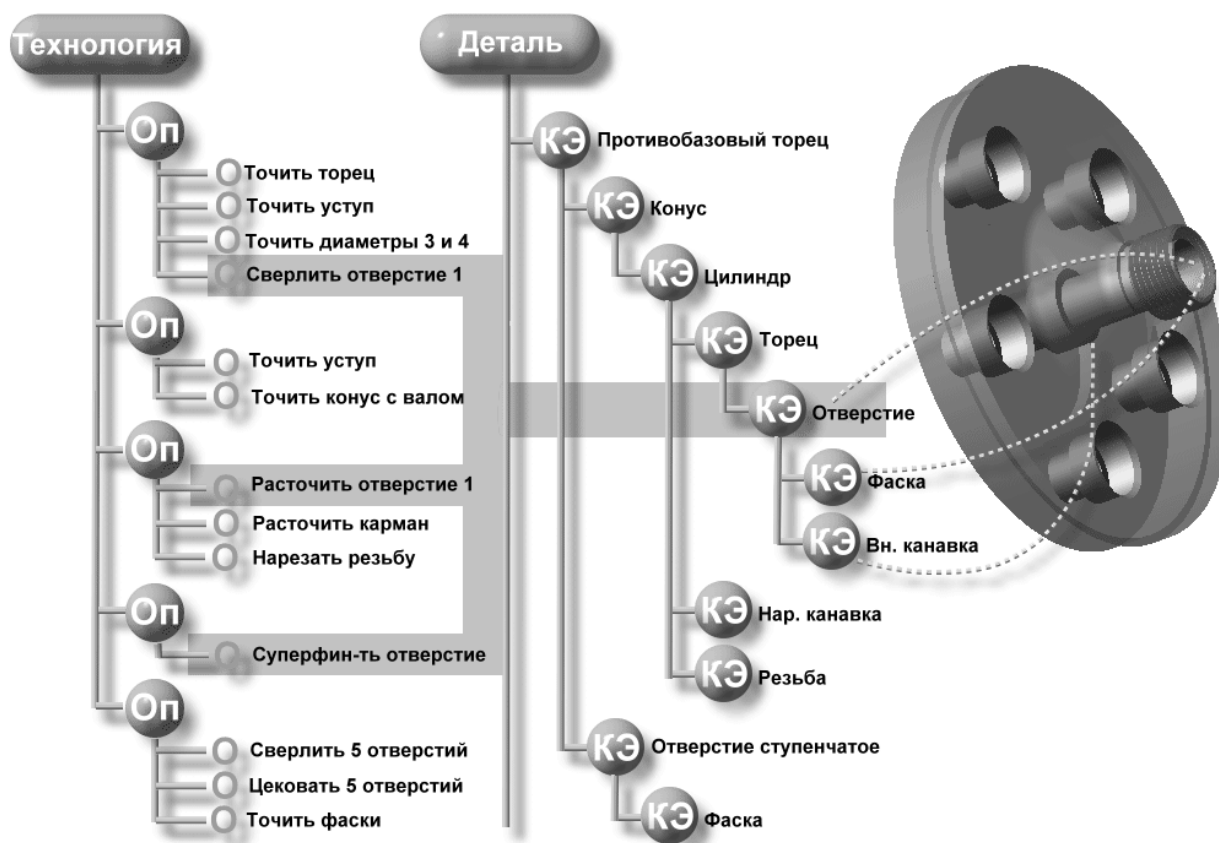 Технология
Оп
О Точить торец
О Точить уступ
О Точить диаметры 3 и 4
О Сверлить отверстие 1
Оп
О Точить уступ
О Точить конус с валом
Оп
О Расточить отверстие 1
О Расточить карман
О Нарезать резьбу
Оп
О Суперфин-ть отверстие
Оп
О Сверлить 5 отверстий
О Цековать 5 отверстий
О Точить фаски
Деталь
КЭ Противобазовый торец
КЭ Конус
КЭ Цилиндр
КЭ Торец
КЭ Отверстие
КЭ Фаска
КЭ Вн. канавка
КЭ Нар. канавка
КЭ Резьба
КЭ Отверстие ступенчатое
КЭ Фаска